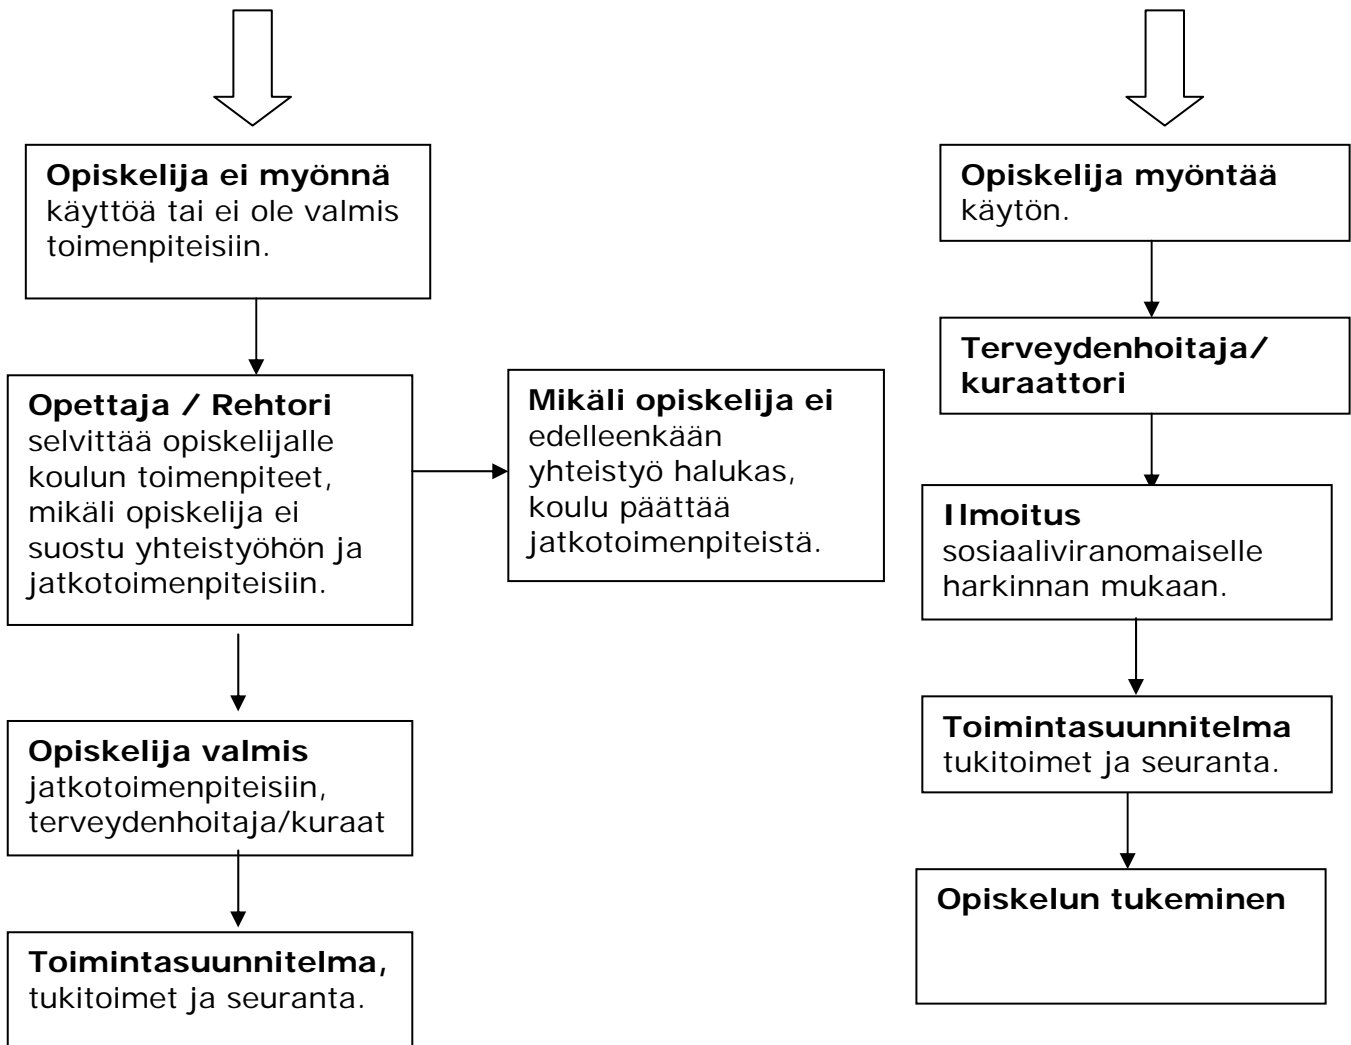 Opiskelija ei myönnä
käyttöä tai ei ole valmis
toimenpiteisiin.
Opettaja / Rehtori
selvittää opiskelijalle
koulun toimenpiteet,
mikäli opiskelija ei
suostu yhteistyöhön ja
jatkotoimenpiteisiin.
Mikäli opiskelija ei
edelleenkään
yhteistyö halukas,
koulu päättää
jatkotoimenpiteistä.
Opiskelija valmis
jatkotoimenpiteisiin,
terveydenhoitaja/kuraat
Toimintasuunnitelma,
tukitoimet ja seuranta.
Opiskelija myöntää
käytön.
Terveydenhoitaja/
kuraattori
Ilmoitus
sosiaaliviranomaiselle
harkinnan mukaan.
Toimintasuunnitelma
tukitoimet ja seuranta.
Opiskelun tukeminen